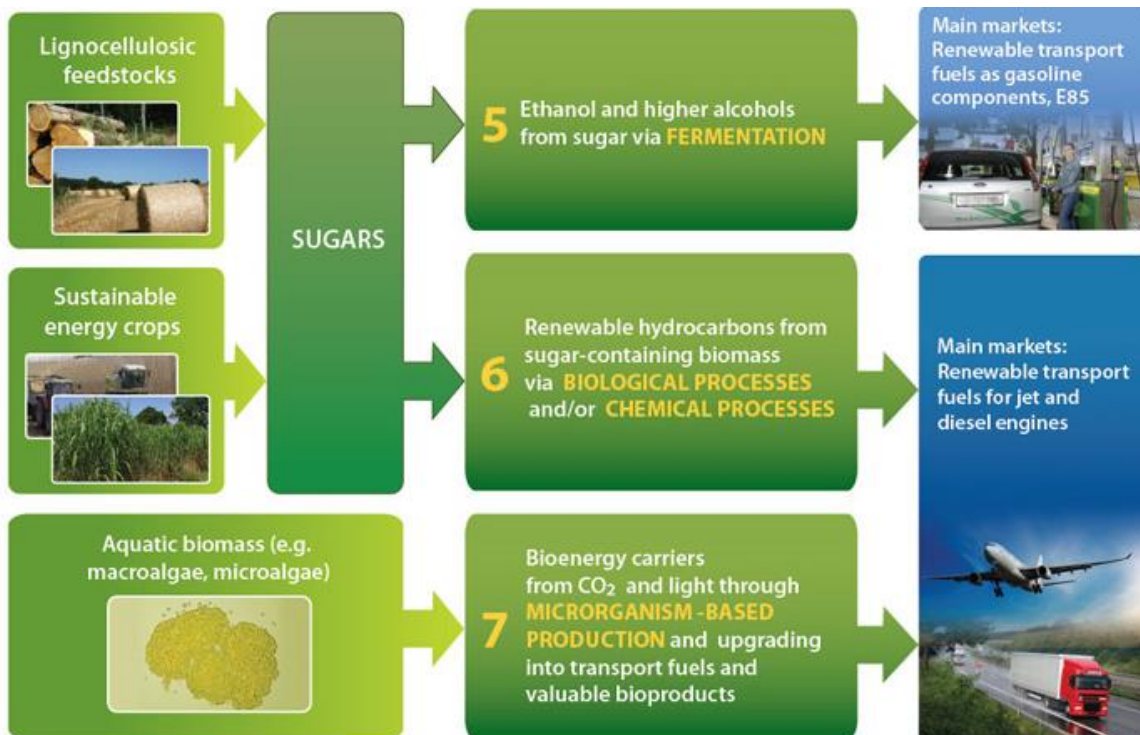 Lignocellulosic
feedstocks
Sustainable
energy crops
SUGARS
5
Ethanol and higher alcohols
from sugar via FERMENTATION
Main markets:
Renewable transport
fuels as gasoline
components, E85
6
Renewable hydrocarbons from
sugar-containing biomass
via BIOLOGICAL PROCESSES
and/or CHEMICAL PROCESSES
Main markets:
Renewable transport
fuels for jet and
diesel engines
Aquatic biomass (e.g.
macroalgae, microalgae)
7
Bioenergy carriers
from CO₂ and light through
MICRORGANISM -BASED
PRODUCTION and upgrading
into transport fuels and
valuable bioproducts